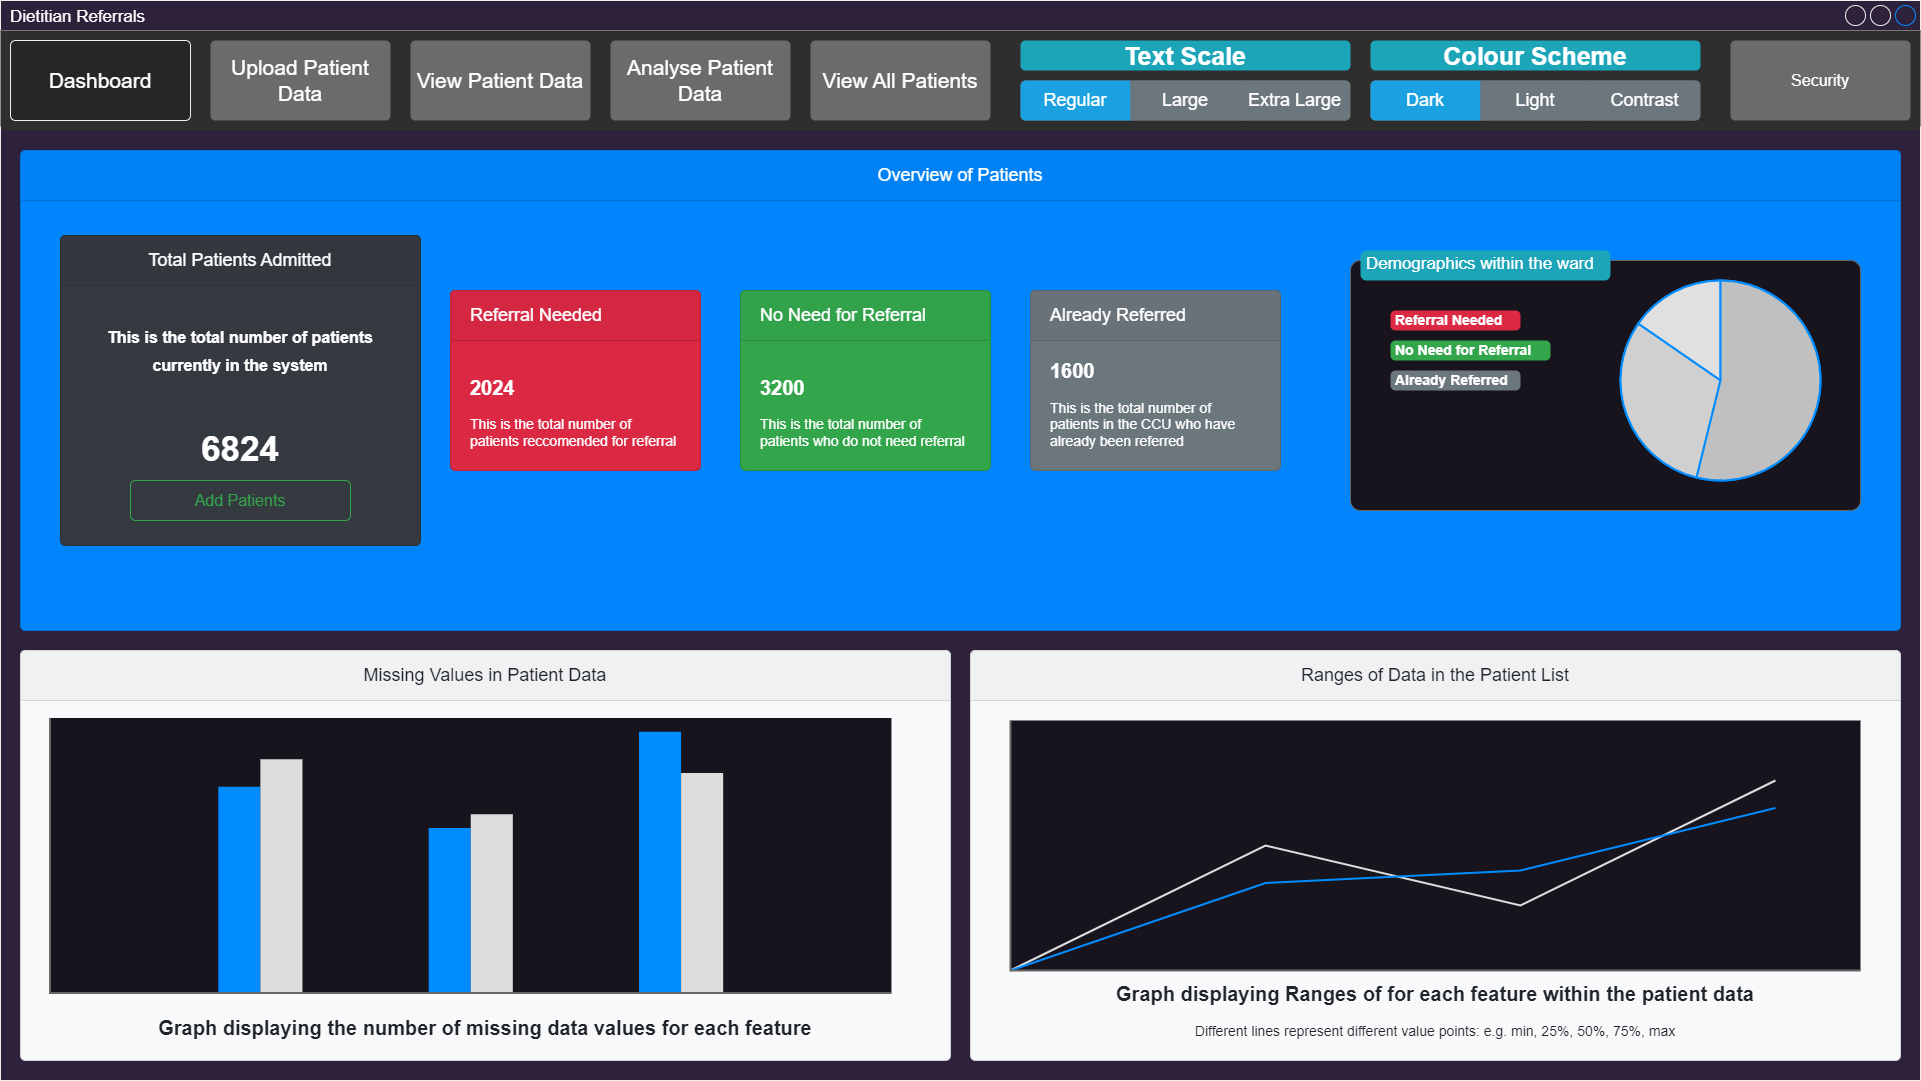 Dietitian Referrals
Dashboard
Upload Patient
Data
View Patient Data
Analyse Patient
Data
View All Patients
Text Scale
Regular
Large
Extra Large
Colour Scheme
Dark
Light
Contrast
Security
Overview of Patients
Total Patients Admitted
This is the total number of patients
currently in the system
6824
Add Patients
Referral Needed
2024
This is the total number of
patients reccomended for referral
No Need for Referral
3200
This is the total number of
patients who do not need referral
Already Referred
1600
This is the total number of
patients in the CCU who have
already been referred
Demographics within the ward
Referral Needed
No Need for Referral
Already Referred
Missing Values in Patient Data
Graph displaying the number of missing data values for each feature
Ranges of Data in the Patient List
Graph displaying Ranges of for each feature within the patient data
Different lines represent different value points: e.g. min, 25%, 50%, 75%, max